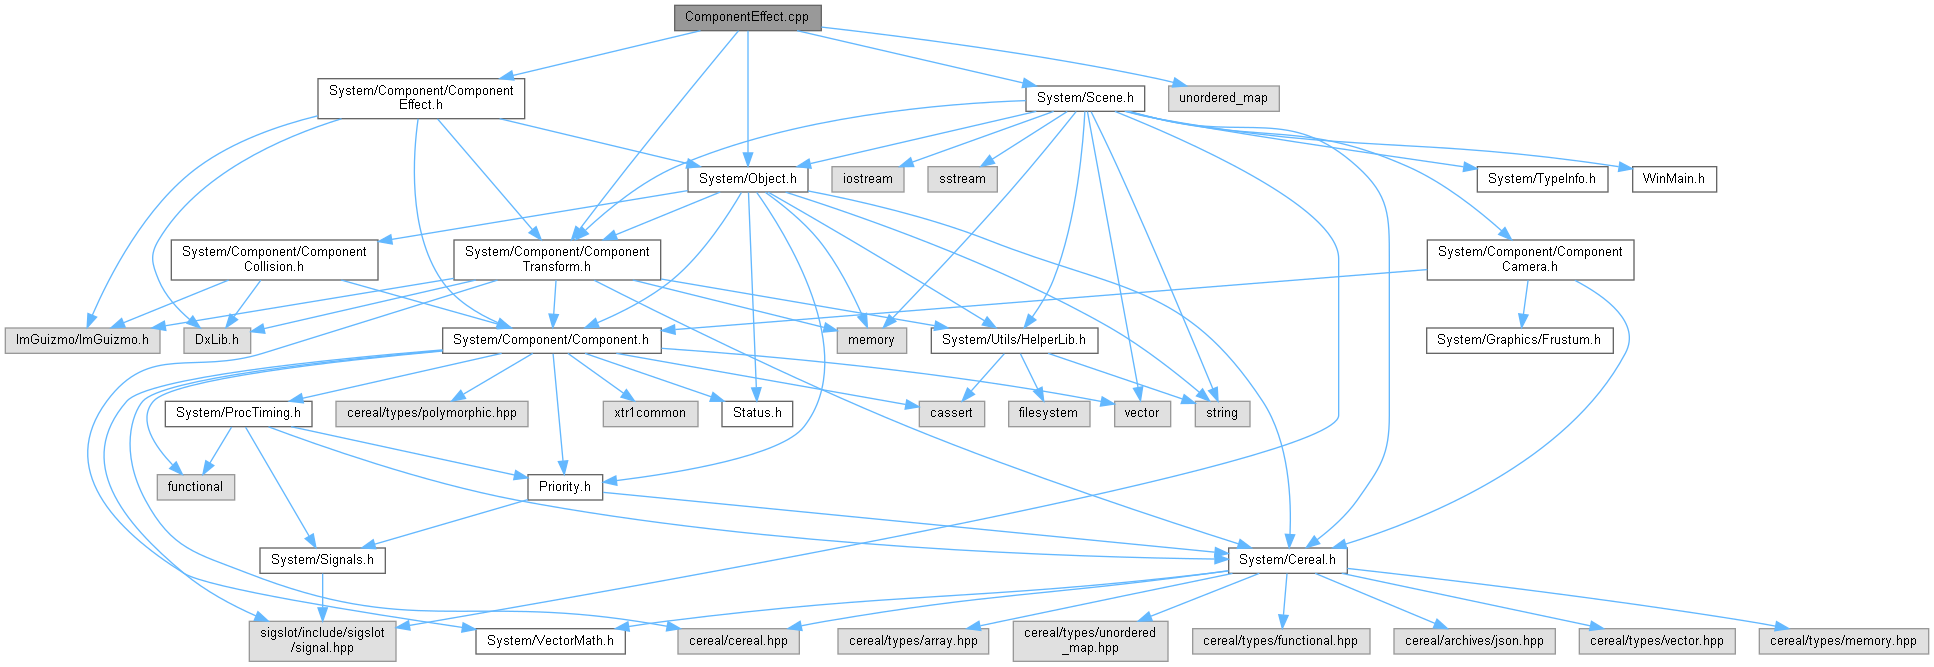 ComponentEffect.cpp
System/Component/Component
Effect.h
System/Scene.h
unordered_map
System/Object.h
iostream
sstream
System/TypeInfo.h
WinMain.h
System/Component/Component
Collision.h
System/Component/Component
Transform.h
System/Component/Component
Camera.h
ImGuizmo/ImGuizmo.h
DxLib.h
System/Component/Component.h
memory
System/Utils/HelperLib.h
System/Graphics/Frustum.h
System/ProcTiming.h
cereal/types/polymorphic.hpp
xtr1common
Status.h
cassert
filesystem
vector
string
functional
Priority.h
System/Signals.h
System/Cereal.h
sigslot/include/sigslot
/signal.hpp
System/VectorMath.h
cereal/cereal.hpp
cereal/types/array.hpp
cereal/types/unordered
_map.hpp
cereal/types/functional.hpp
cereal/archives/json.hpp
cereal/types/vector.hpp
cereal/types/memory.hpp